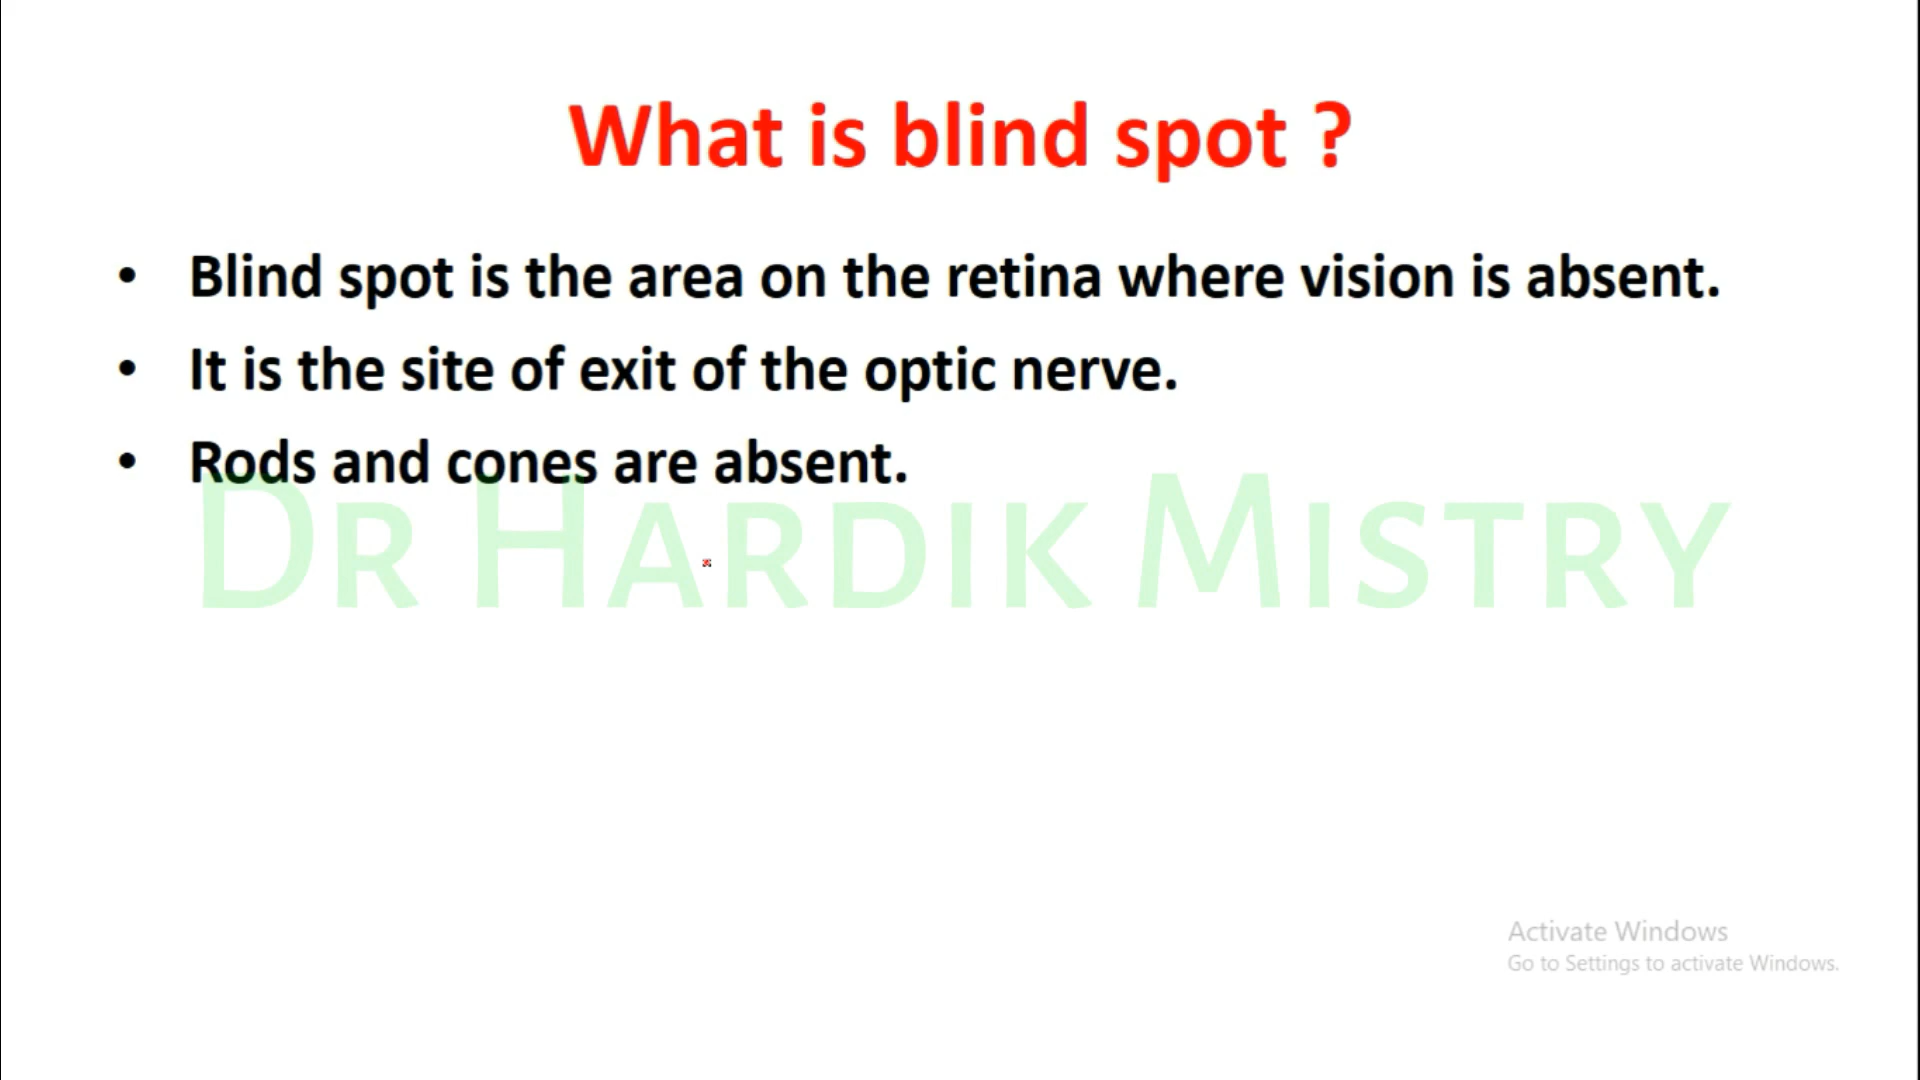 What is blind spot ?
• Blind spot is the area on the retina where vision is absent.
• It is the site of exit of the optic nerve.
• Rods and cones are absent.
DR HARDIK MISTRY
Activate Windows
Go to Settings to activate Windows.